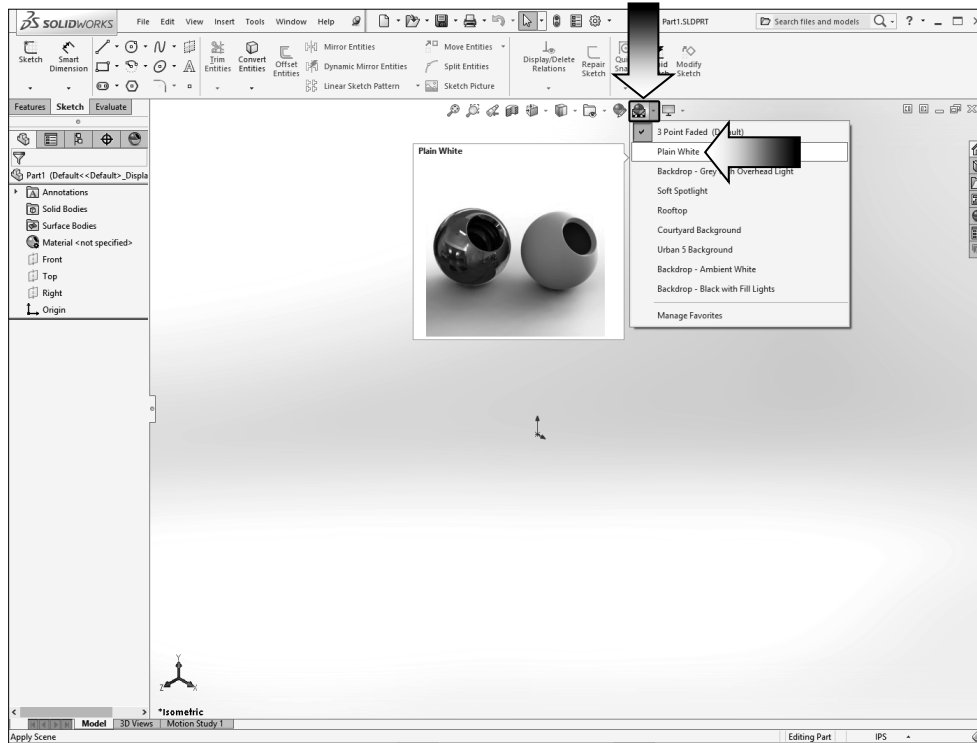 SOLIDWORKS File Edit View Insert Tools Window Help Part1.SLDPRT Search files and models ?
Sketch Smart Dimension Trim Entities Convert Entities Offset Entities Mirror Entities Move Entities Display/Delete Relations Repair Sketch Modify Sketch
Dynamic Mirror Entities Split Entities
Linear Sketch Pattern Sketch Picture
Features Sketch Evaluate
Part1 (Default<<Default>_Displa
Annotations
Solid Bodies
Surface Bodies
Material <not specified>
Front
Top
Right
Origin
Plain White
3 Point Faded
Plain White
Backdrop - Grey Overhead Light
Soft Spotlight
Rooftop
Courtyard Background
Urban 5 Background
Backdrop - Ambient White
Backdrop - Black with Fill Lights
Manage Favorites
Y
Z X
*Isometric
Model 3D Views Motion Study 1
Apply Scene Editing Part IPS